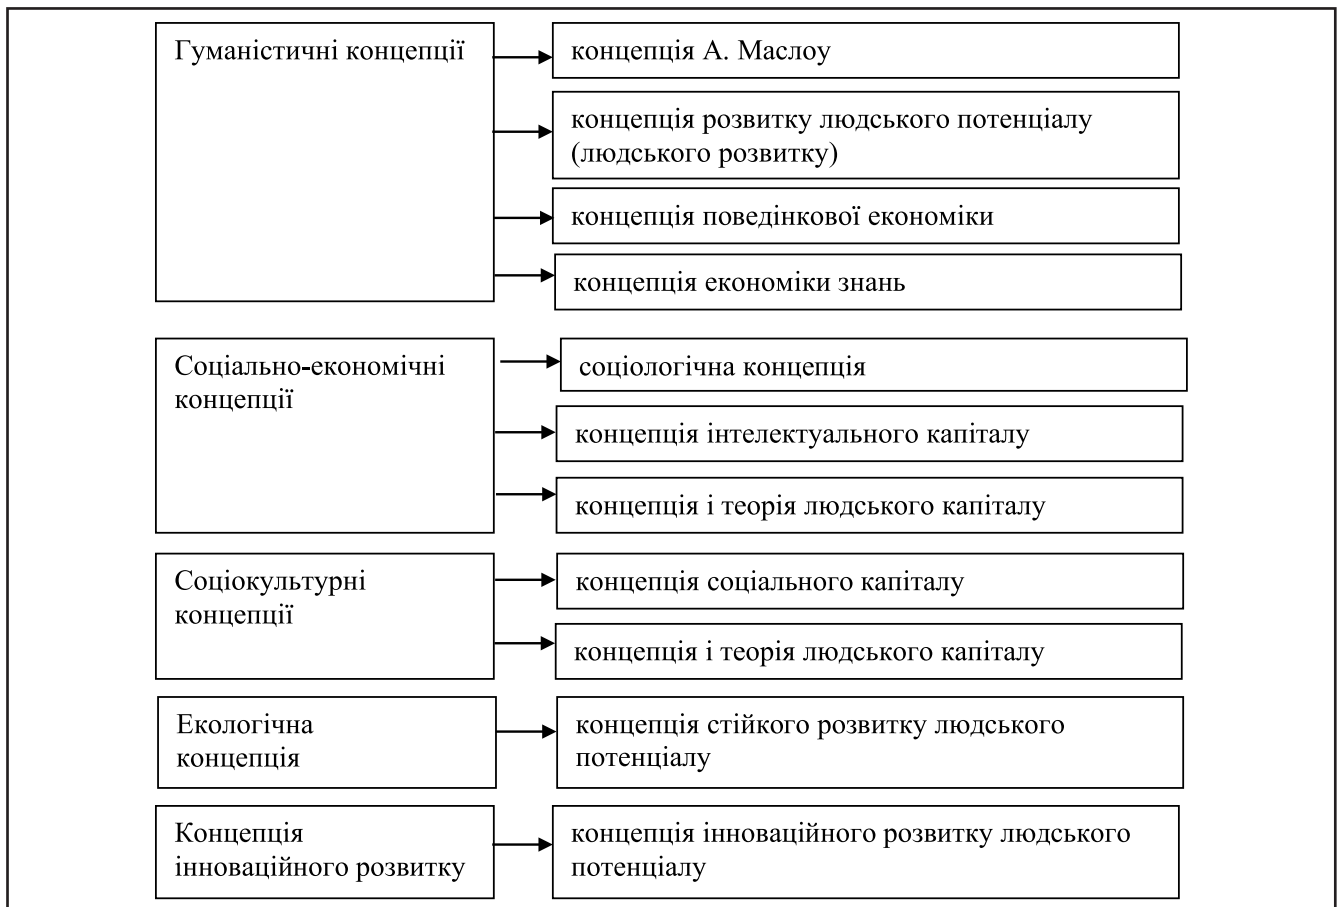 Гуманістичні концепції
концепція А. Маслоу
концепція розвитку людського потенціалу
(людського розвитку)
концепція поведінкової економіки
концепція економіки знань
Соціально-економічні
концепції
соціологічна концепція
концепція інтелектуального капіталу
концепція і теорія людського капіталу
Соціокультурні
концепції
концепція соціального капіталу
концепція і теорія людського капіталу
Екологічна
концепція
концепція стійкого розвитку людського
потенціалу
Концепція
інноваційного розвитку
концепція інноваційного розвитку людського
потенціалу